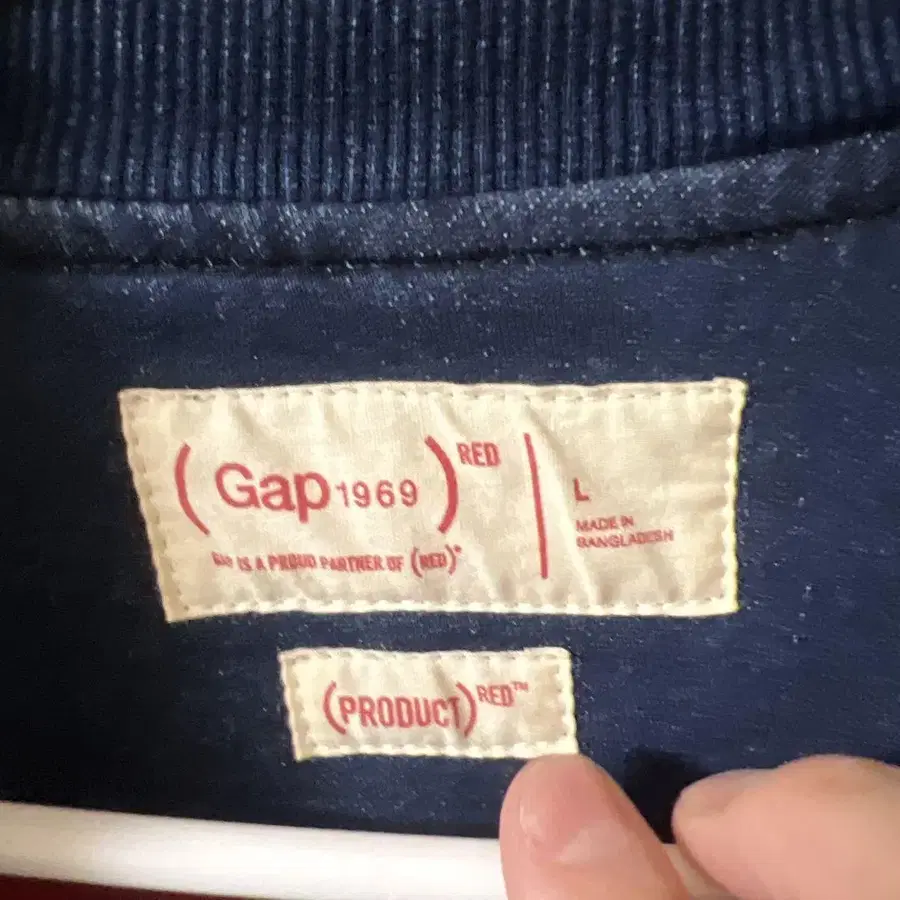 (Gap 1969) RED
GAP IS A PROUD PARTNER OF (RED)®
L
MADE IN
BANGLADESH
(PRODUCT) RED™